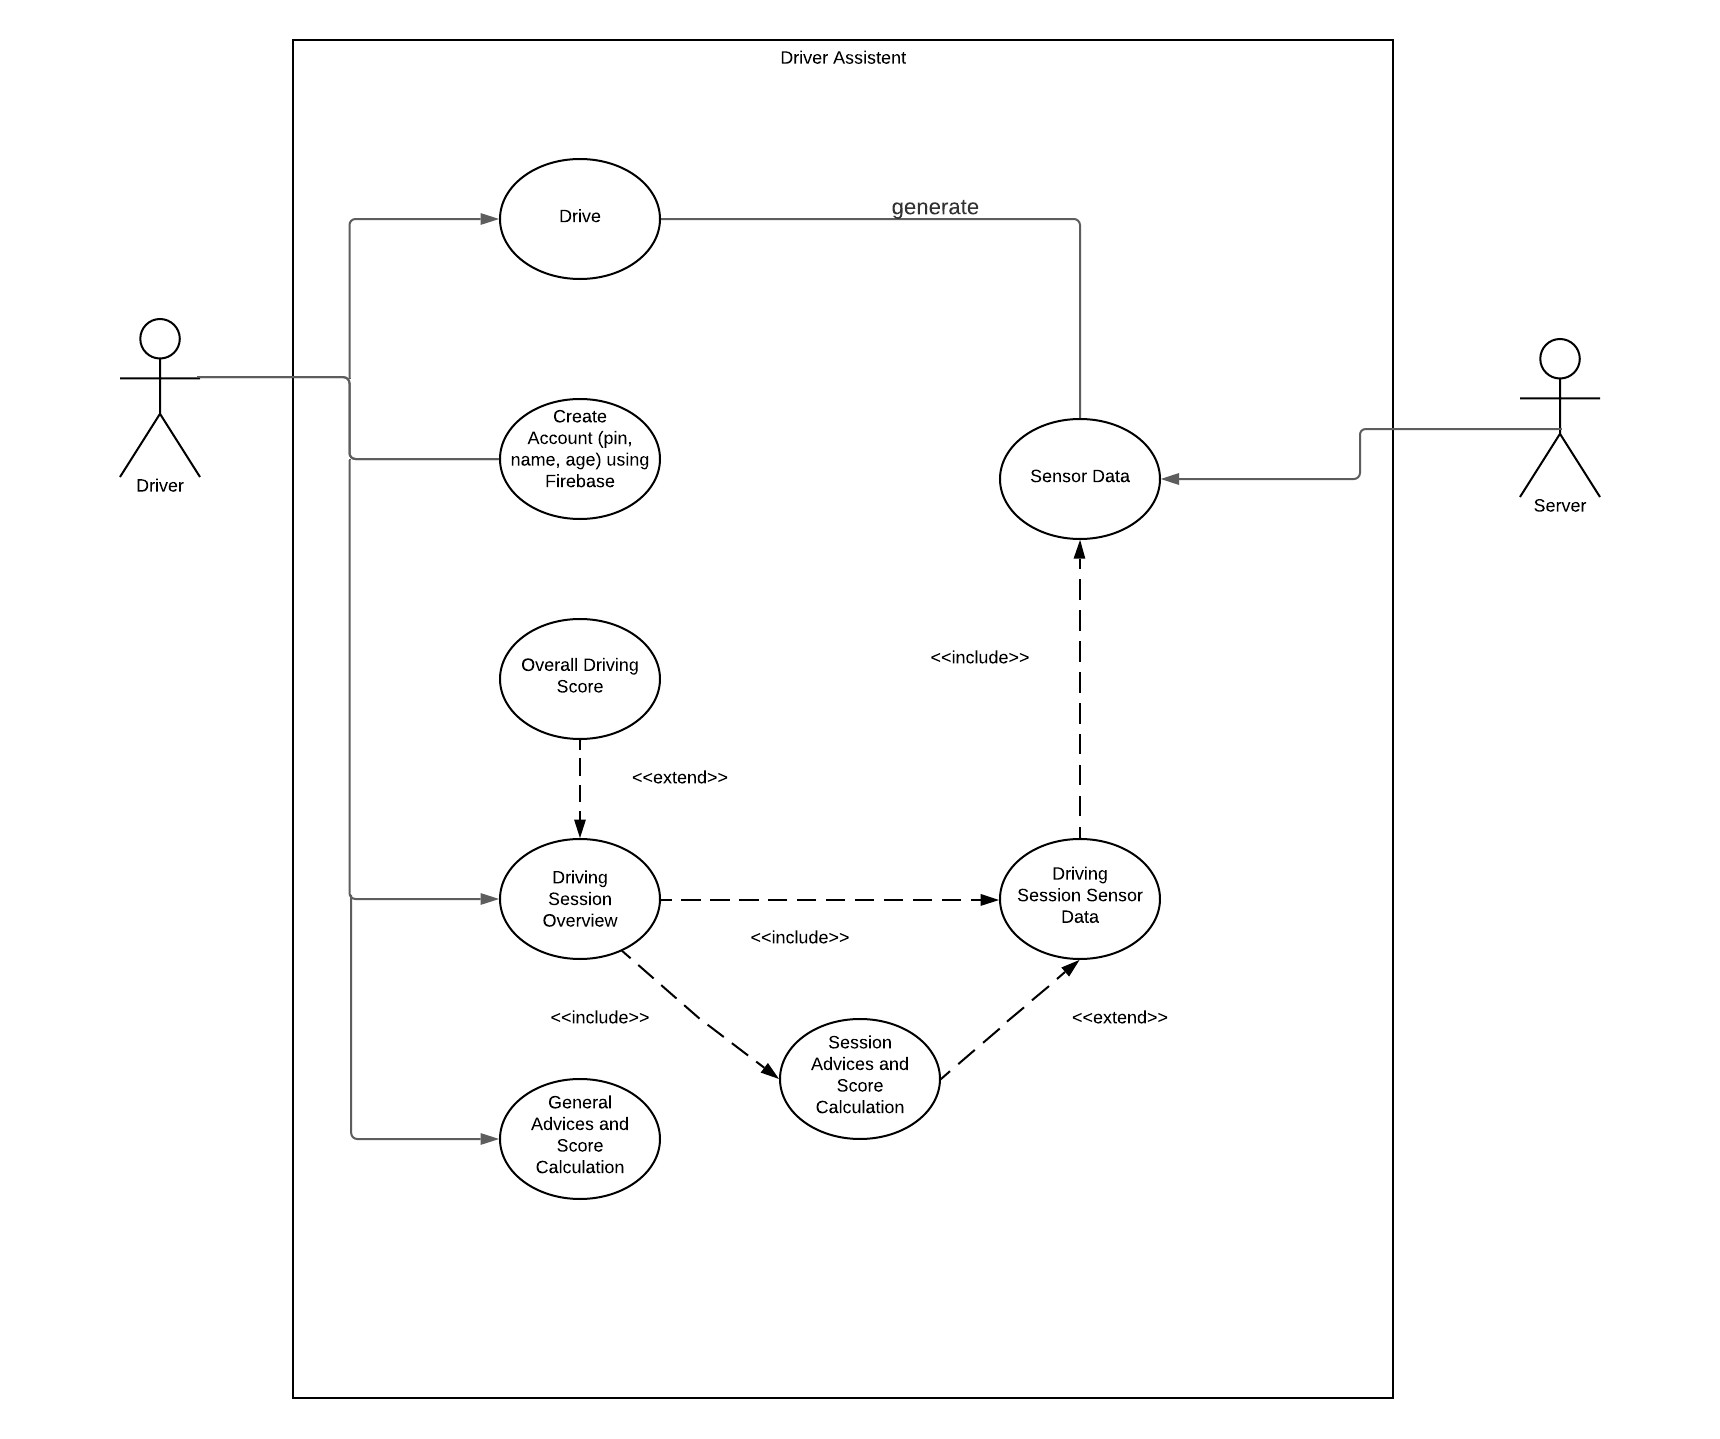 Driver Assistent
generate
Drive
Driver
Create
Account (pin,
name, age) using
Firebase
Sensor Data
Server
Overall Driving
Score
<<include>>
<<extend>>
Driving
Session
Overview
Driving
Session Sensor
Data
<<include>>
<<include>>
<<extend>>
Session
Advices and
Score
Calculation
General
Advices and
Score
Calculation